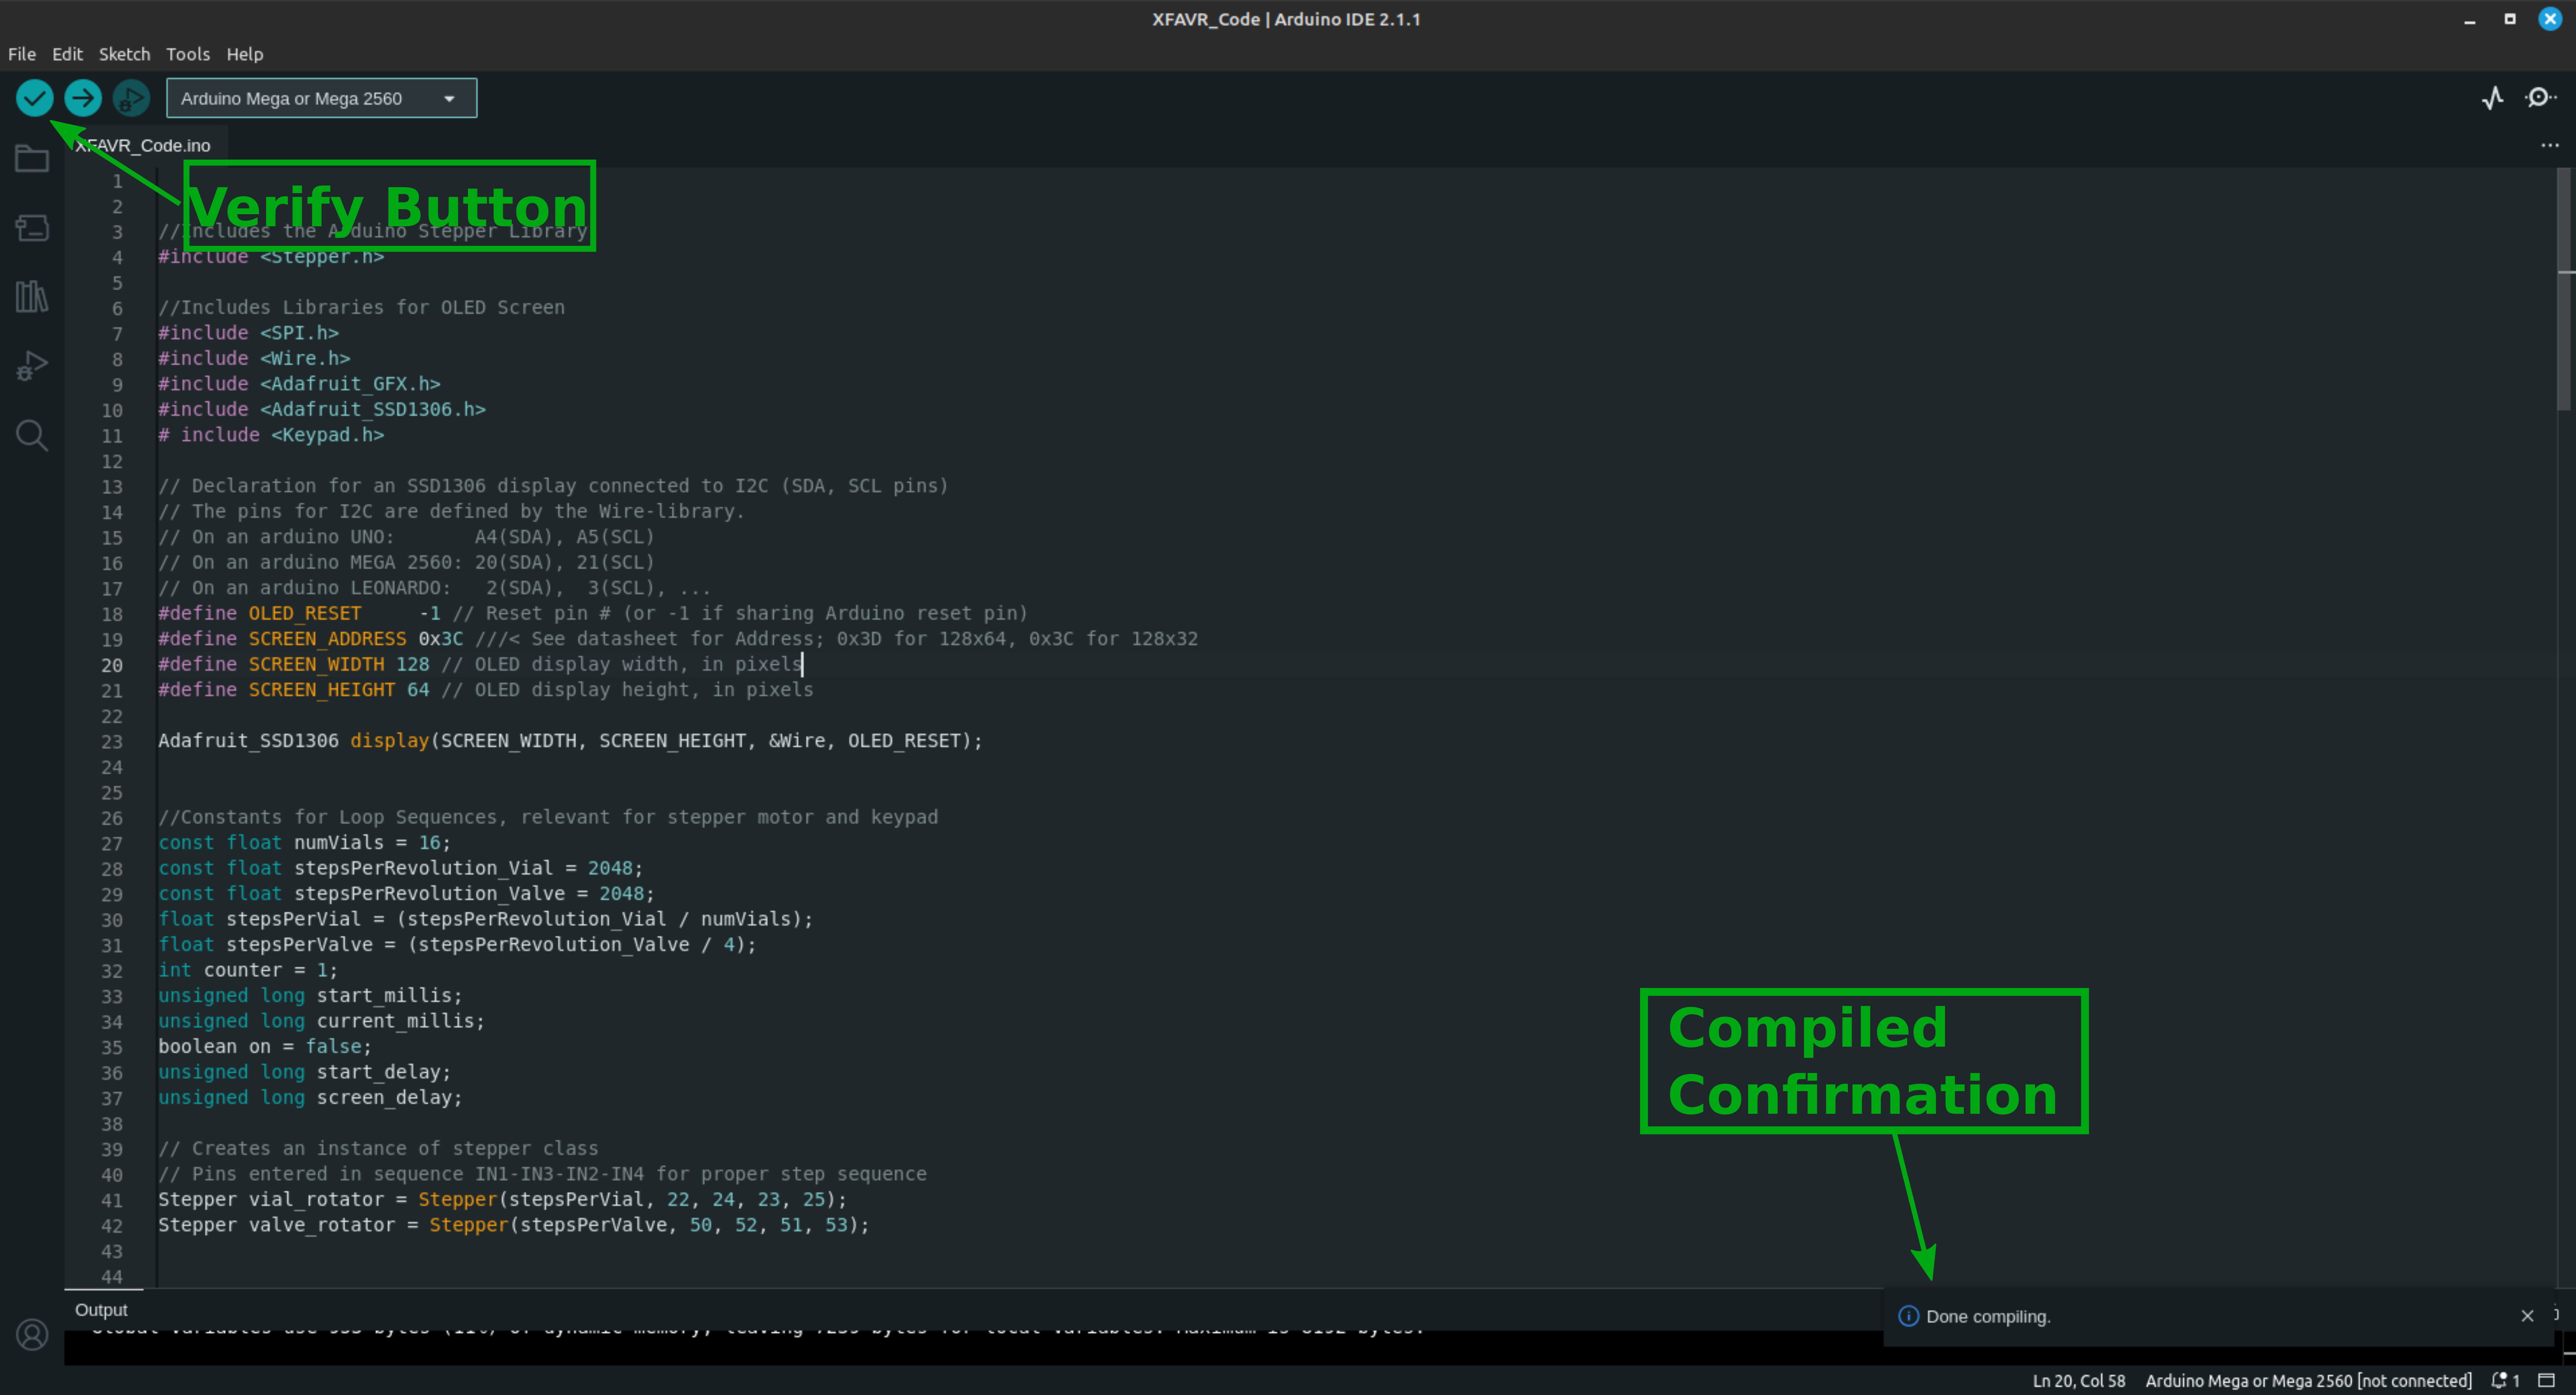 XFAVR_Code | Arduino IDE 2.1.1
File Edit Sketch Tools Help
Arduino Mega or Mega 2560
XFAVR_Code.ino
Verify Button
1
2
3 //Includes the Arduino Stepper Library
4 #include <Stepper.h>
5
6 //Includes Libraries for OLED Screen
7 #include <SPI.h>
8 #include <Wire.h>
9 #include <Adafruit_GFX.h>
10 #include <Adafruit_SSD1306.h>
11 # include <Keypad.h>
12
13 // Declaration for an SSD1306 display connected to I2C (SDA, SCL pins)
14 // The pins for I2C are defined by the Wire-library.
15 // On an arduino UNO:       A4(SDA), A5(SCL)
16 // On an arduino MEGA 2560: 20(SDA), 21(SCL)
17 // On an arduino LEONARDO:   2(SDA),  3(SCL), ...
18 #define OLED_RESET     -1 // Reset pin # (or -1 if sharing Arduino reset pin)
19 #define SCREEN_ADDRESS 0x3C ///< See datasheet for Address; 0x3D for 128x64, 0x3C for 128x32
20 #define SCREEN_WIDTH 128 // OLED display width, in pixels
21 #define SCREEN_HEIGHT 64 // OLED display height, in pixels
22
23 Adafruit_SSD1306 display(SCREEN_WIDTH, SCREEN_HEIGHT, &Wire, OLED_RESET);
24
25
26 //Constants for Loop Sequences, relevant for stepper motor and keypad
27 const float numVials = 16;
28 const float stepsPerRevolution_Vial = 2048;
29 const float stepsPerRevolution_Valve = 2048;
30 float stepsPerVial = (stepsPerRevolution_Vial / numVials);
31 float stepsPerValve = (stepsPerRevolution_Valve / 4);
32 int counter = 1;
33 unsigned long start_millis;
34 unsigned long current_millis;
35 boolean on = false;
36 unsigned long start_delay;
37 unsigned long screen_delay;
38
39 // Creates an instance of stepper class
40 // Pins entered in sequence IN1-IN3-IN2-IN4 for proper step sequence
41 Stepper vial_rotator = Stepper(stepsPerVial, 22, 24, 23, 25);
42 Stepper valve_rotator = Stepper(stepsPerValve, 50, 52, 51, 53);
43
44
Compiled
Confirmation
Output
Done compiling.
Ln 20, Col 58 Arduino Mega or Mega 2560 [not connected] 1